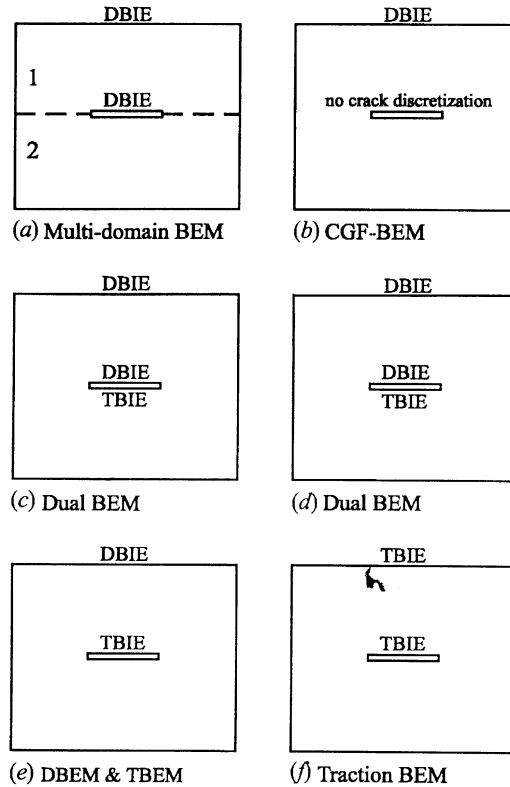 DBIE
1
DBIE
2
(a) Multi-domain BEM
DBIE
no crack discretization
(b) CGF-BEM
DBIE
DBIE
TBIE
(c) Dual BEM
DBIE
DBIE
TBIE
(d) Dual BEM
DBIE
TBIE
(e) DBEM & TBEM
TBIE
TBIE
(f) Traction BEM